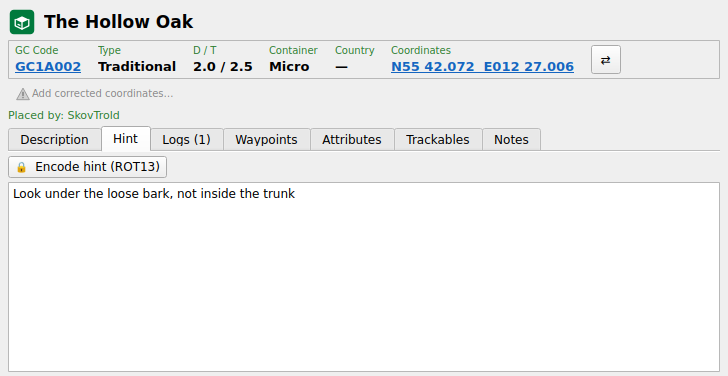 The Hollow Oak
GC Code Type D / T Container Country Coordinates
GC1A002 Traditional 2.0 / 2.5 Micro — N55 42.072 E012 27.006
Add corrected coordinates...
Placed by: SkovTrold
Description Hint Logs (1) Waypoints Attributes Trackables Notes
Encode hint (ROT13)
Look under the loose bark, not inside the trunk